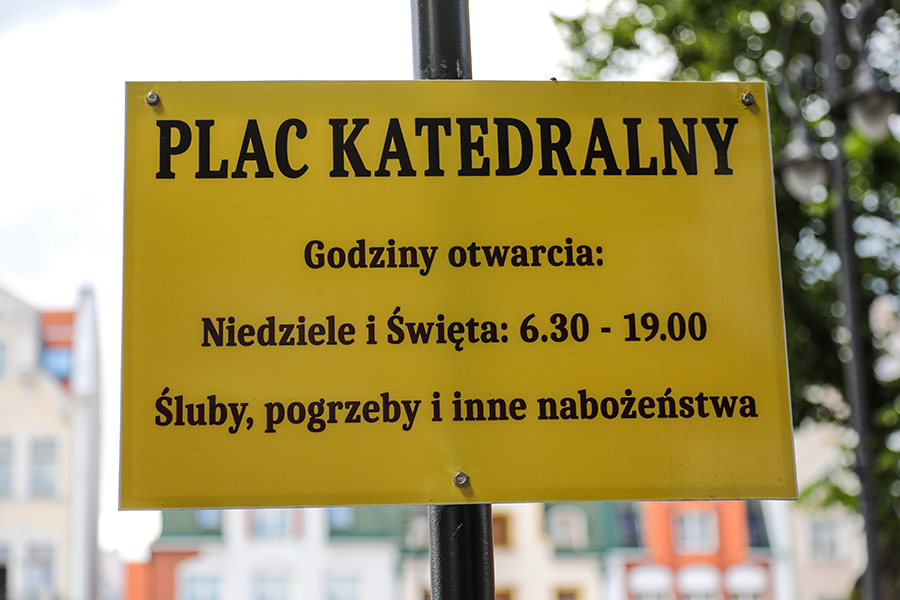 PLAC KATEDRALNY
Godziny otwarcia:
Niedziele i Święta: 6.30 - 19.00
Śluby, pogrzeby i inne nabożeństwa